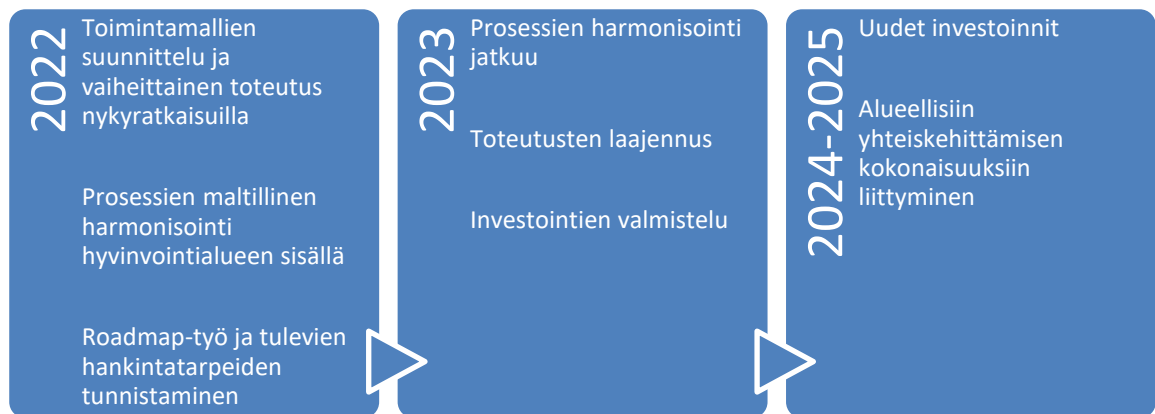 2022
Toimintamallien
suunnittelu ja
vaiheittainen toteutus
nykyratkaisuilla
Prosessien maltillinen
harmonisointi
hyvinvointialueen sisällä
Roadmap-työ ja tulevien
hankintatarpeiden
tunnistaminen
2023
Prosessien harmonisointi
jatkuu
Toteutusten laajennus
Investointien valmistelu
2024-2025
Uudet investoinnit
Alueellisiin
yhteiskehittämisen
kokonaisuuksiin
liittyminen